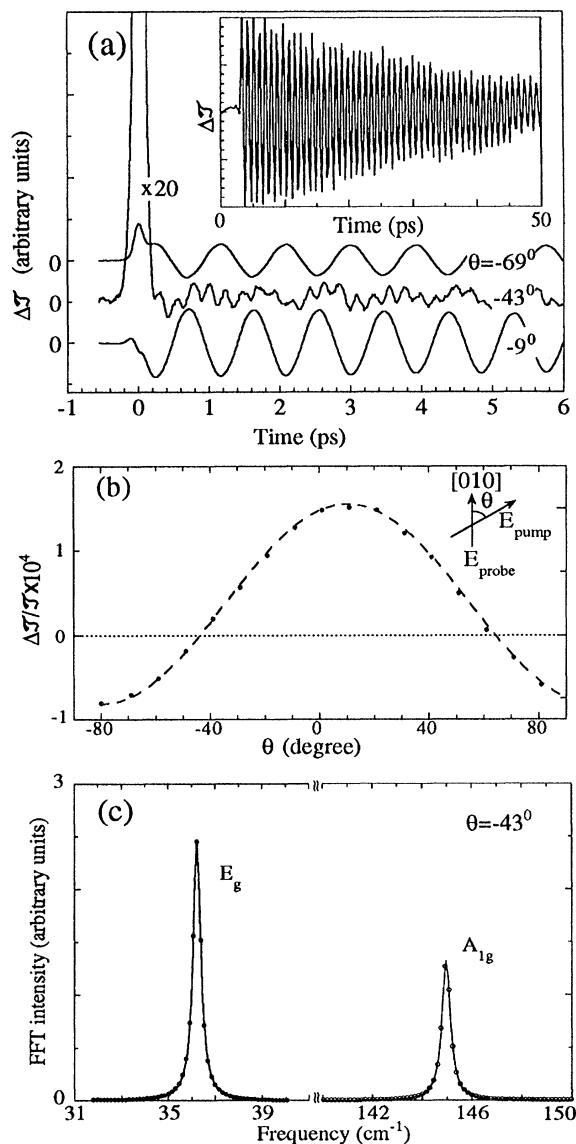 (a)
ΔT (arbitrary units)
x20
0
0
0
θ=-69⁰
-43⁰
-9⁰
-1 0 1 2 3 4 5 6
Time (ps)
ΔT
0 50
Time (ps)
(b)
ΔT/T×10⁴
2
1
0
-1
-80 -40 0 40 80
θ (degree)
[010]
θ
E_pump
E_probe
(c)
θ=-43⁰
FFT intensity (arbitrary units)
3
0
E_g
A_1g
31 35 39 142 146 150
Frequency (cm⁻¹)